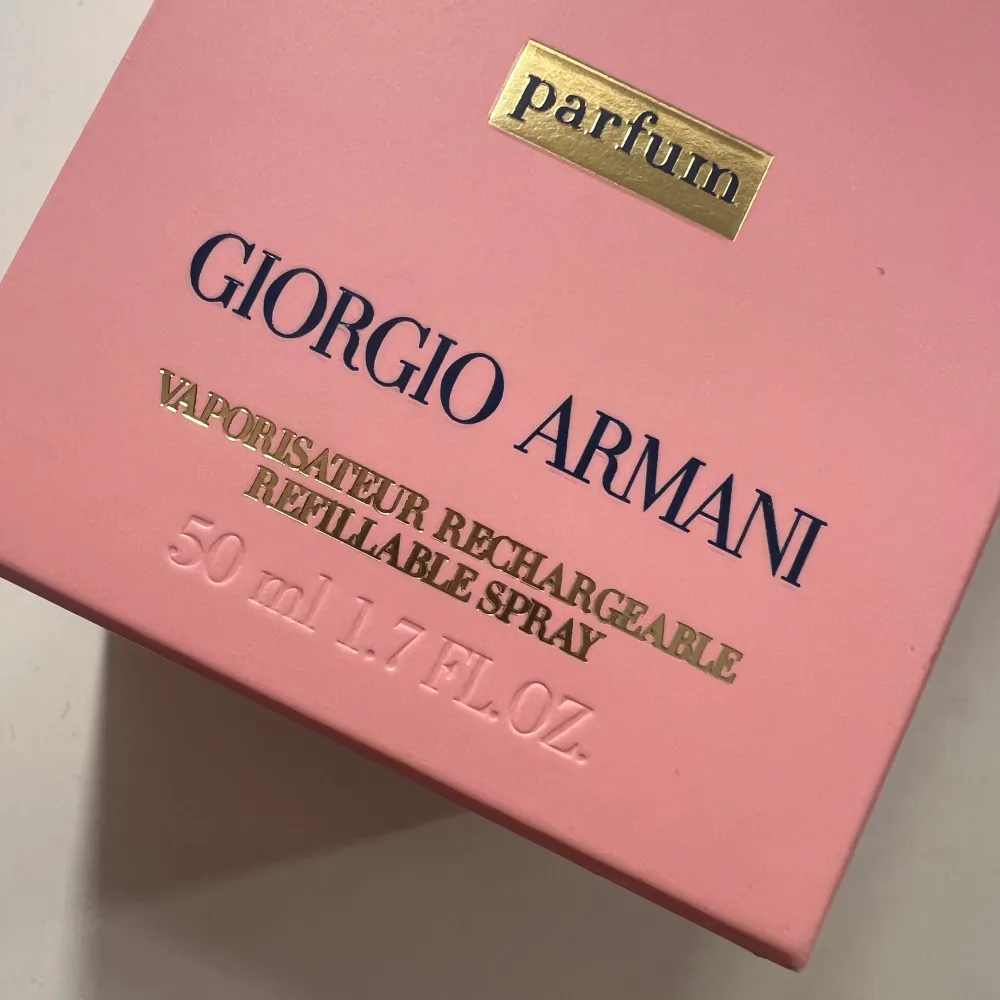 parfum
GIORGIO ARMANI
VAPORISATEUR RECHARGEABLE
REFILLABLE SPRAY
50 ml 1.7 FL.OZ.